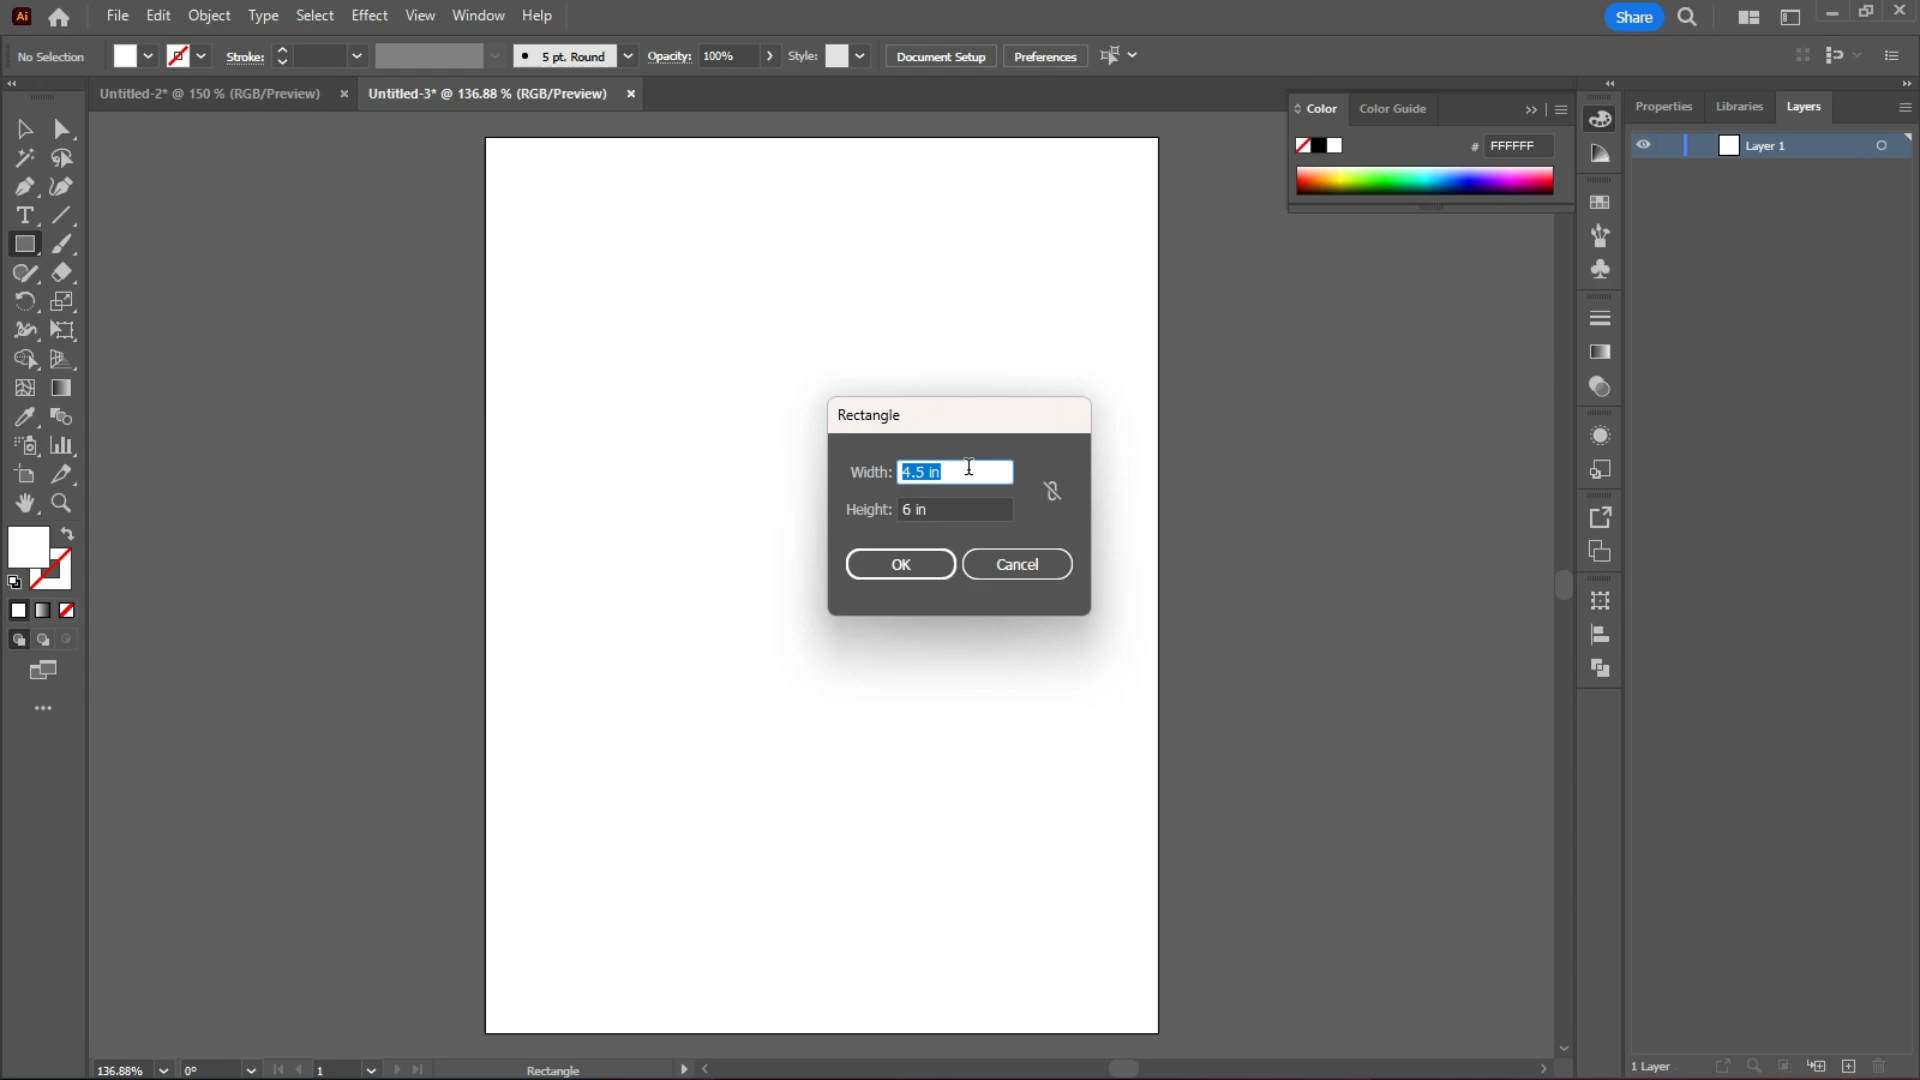 Ai File Edit Object Type Select Effect View Window Help Share
No Selection Stroke: 5 pt. Round Opacity: 100% Style: Document Setup Preferences
Untitled-2* @ 150 % (RGB/Preview) Untitled-3* @ 136.88 % (RGB/Preview)
Color Color Guide Properties Libraries Layers
# FFFFFF Layer 1
Rectangle
Width: 4.5 in
Height: 6 in
OK Cancel
136.88% 0° 1 Rectangle 1 Layer